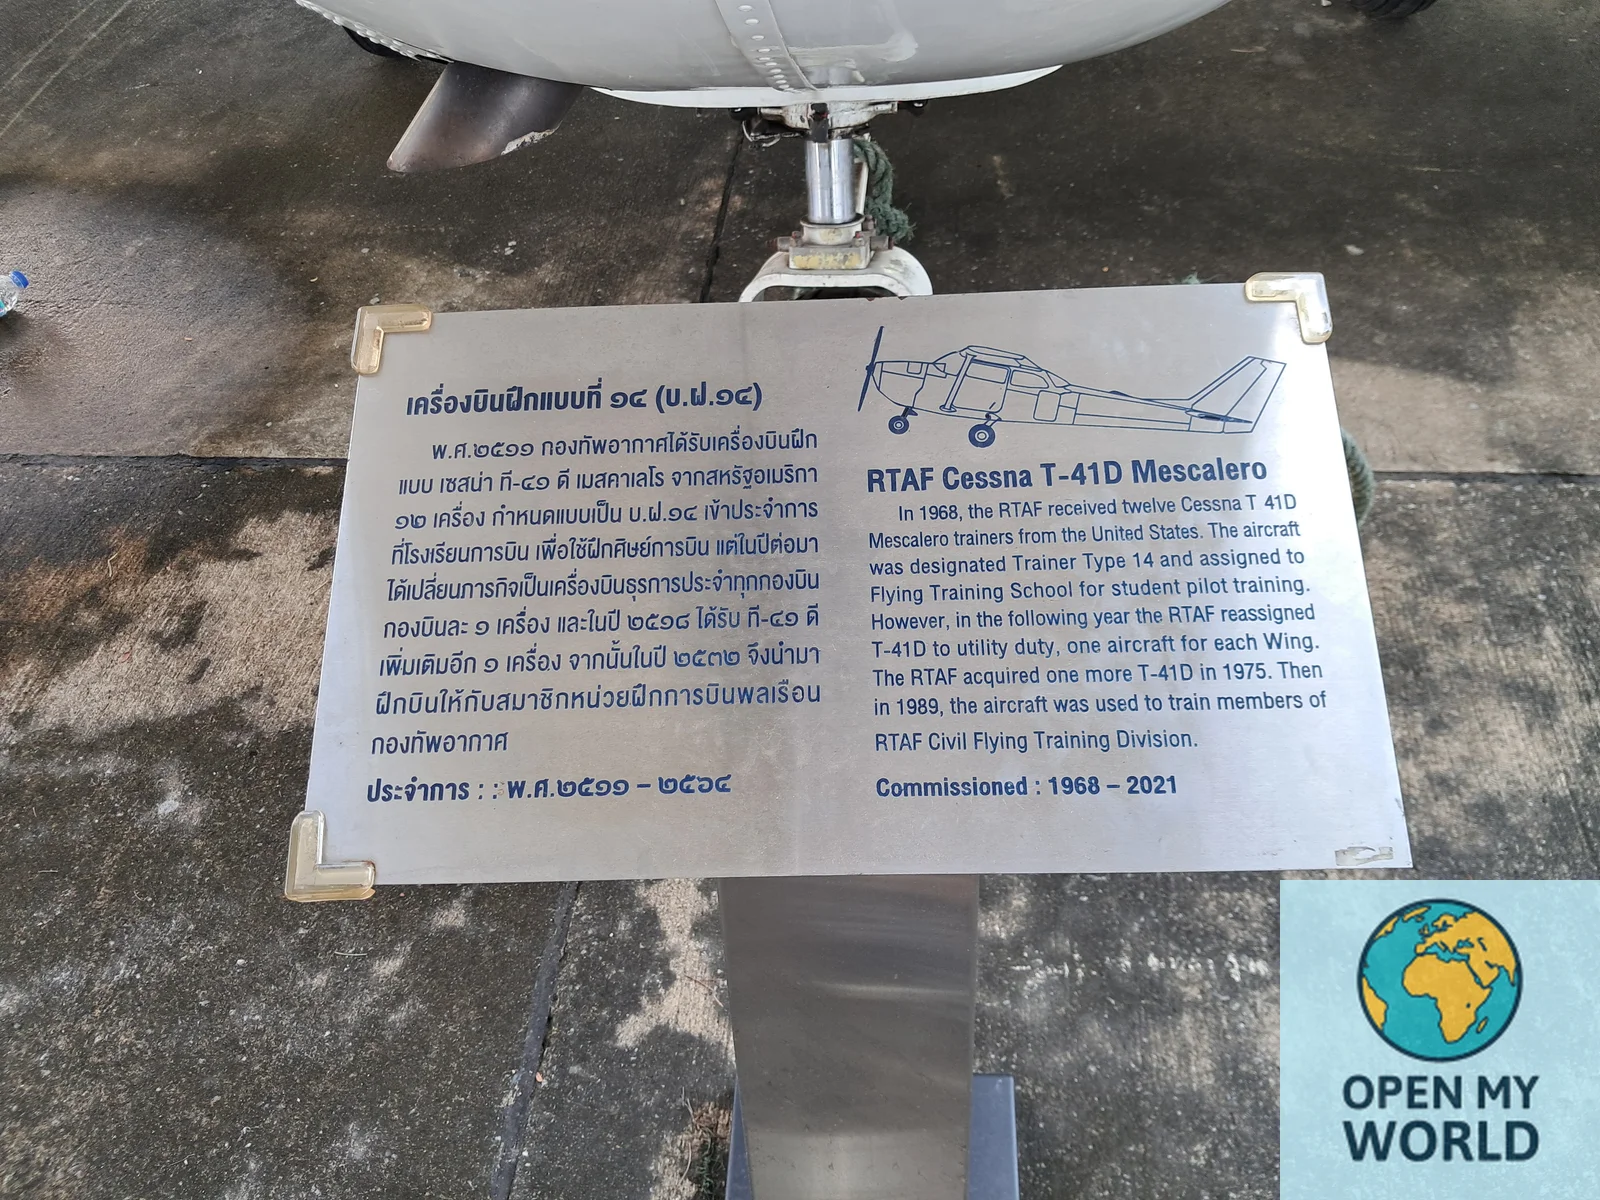 เครื่องบินฝึกแบบที่ ๑๔ (บ.ฝ.๑๔)
พ.ศ.๒๕๑๑ กองทัพอากาศได้รับเครื่องบินฝึก
แบบ เซสน่า ที-๔๑ ดี เมสคาเลโร จากสหรัฐอเมริกา
๑๒ เครื่อง กำหนดแบบเป็น บ.ฝ.๑๔ เข้าประจำการ
ที่โรงเรียนการบิน เพื่อใช้ฝึกศิษย์การบิน แต่ในปีต่อมา
ได้เปลี่ยนภารกิจเป็นเครื่องบินธุรการประจำทุกกองบิน
กองบินละ ๑ เครื่อง และในปี ๒๕๑๘ ได้รับ ที-๔๑ ดี
เพิ่มเติมอีก ๑ เครื่อง จากนั้นในปี ๒๕๓๒ จึงนำมา
ฝึกบินให้กับสมาชิกหน่วยฝึกการบินพลเรือน
กองทัพอากาศ
ประจำการ : : พ.ศ.๒๕๑๑ – ๒๕๖๔
RTAF Cessna T-41D Mescalero
In 1968, the RTAF received twelve Cessna T 41D
Mescalero trainers from the United States. The aircraft
was designated Trainer Type 14 and assigned to
Flying Training School for student pilot training.
However, in the following year the RTAF reassigned
T-41D to utility duty, one aircraft for each Wing.
The RTAF acquired one more T-41D in 1975. Then
in 1989, the aircraft was used to train members of
RTAF Civil Flying Training Division.
Commissioned : 1968 – 2021
OPEN MY
WORLD